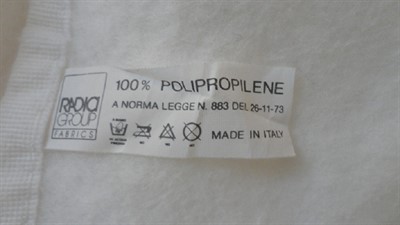 RADICI
GROUP
FABRICS
100% POLIPROPILENE
A NORMA LEGGE N. 883 DEL 26-11-73
MADE IN ITALY